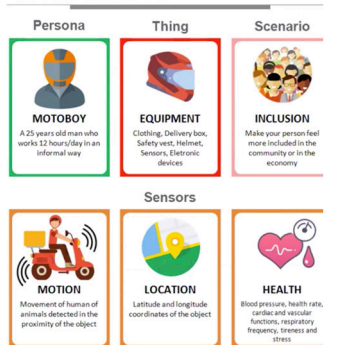 Persona
Thing
Scenario
MOTOBOY
A 25 years old man who
works 12 hours/day in an
informal way
EQUIPMENT
Clothing, Delivery box,
Safety vest, Helmet,
Sensors, Eletronic
devices
INCLUSION
Make your person feel
more included in the
community or in the
economy
Sensors
MOTION
Movement of human of
animals detected in the
proximity of the object
LOCATION
Latitude and longitude
coordinates of the object
HEALTH
Blood pressure, health rate,
cardiac and vascular
functions, respiratory
frequency, tireness and
stress